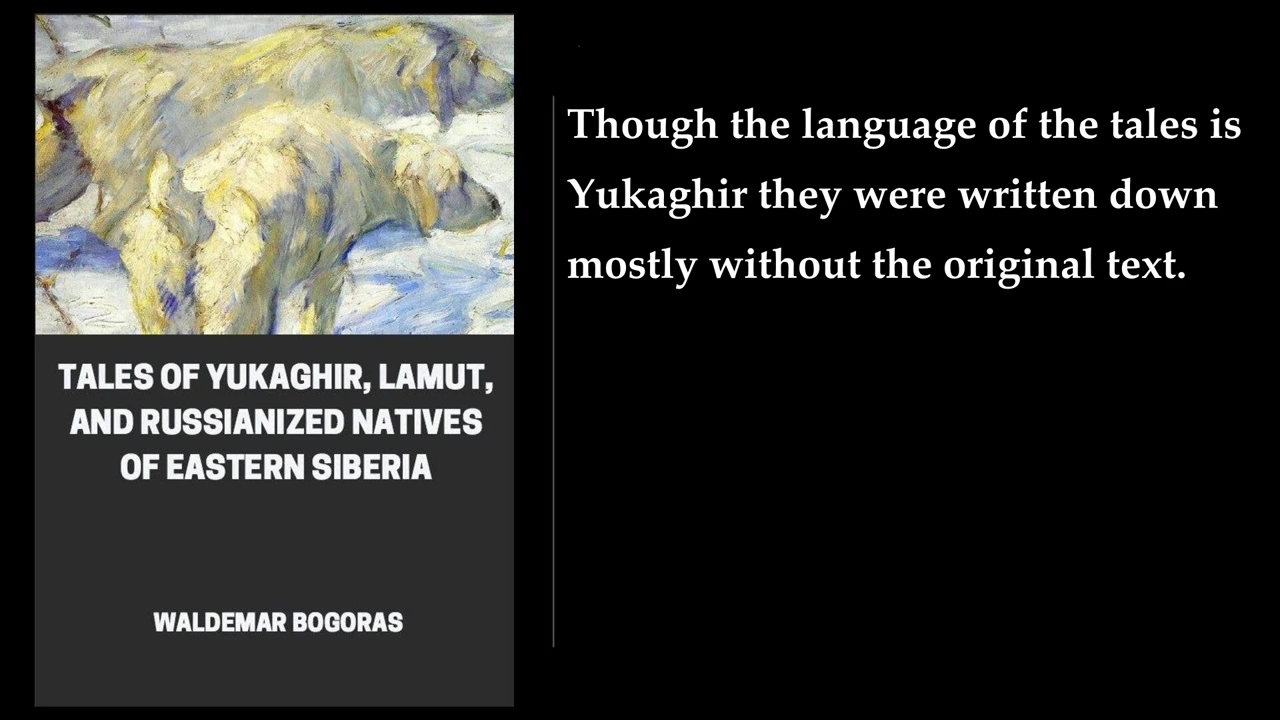 TALES OF YUKAGHIR, LAMUT,
AND RUSSIANIZED NATIVES
OF EASTERN SIBERIA
WALDEMAR BOGORAS
Though the language of the tales is
Yukaghir they were written down
mostly without the original text.